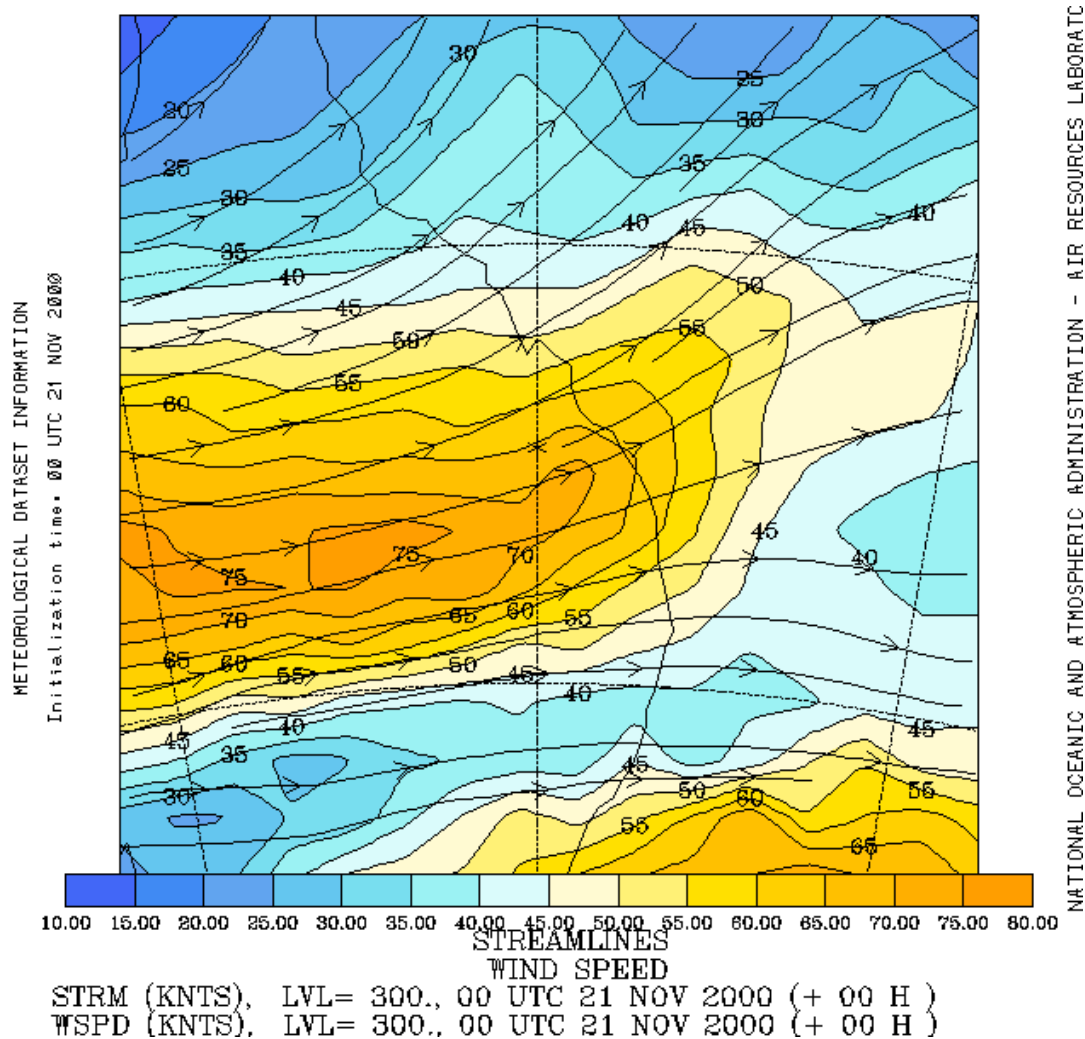 METEOROLOGICAL DATASET INFORMATION
Initialization time: 00 UTC 21 NOV 2000
30 25
20 30
25 35
30 40 45 40
35
40 50
45
50 55
55
60
45
75 70 40
75
65 60 55
70
65 60 55 50 45
40
45 40 45
35 45
30 50 60 55
55 65
10.00 15.00 20.00 25.00 30.00 35.00 40.00 45.00 50.00 55.00 60.00 65.00 70.00 75.00 80.00
STREAMLINES
WIND SPEED
STRM (KNTS), LVL= 300., 00 UTC 21 NOV 2000 (+ 00 H )
WSPD (KNTS), LVL= 300., 00 UTC 21 NOV 2000 (+ 00 H )
NATIONAL OCEANIC AND ATMOSPHERIC ADMINISTRATION - AIR RESOURCES LABORATO